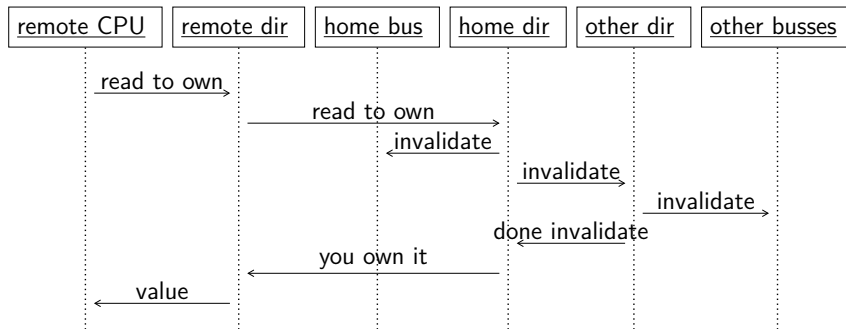 remote CPU remote dir home bus home dir other dir other busses
read to own
read to own
invalidate
invalidate
invalidate
done invalidate
you own it
value